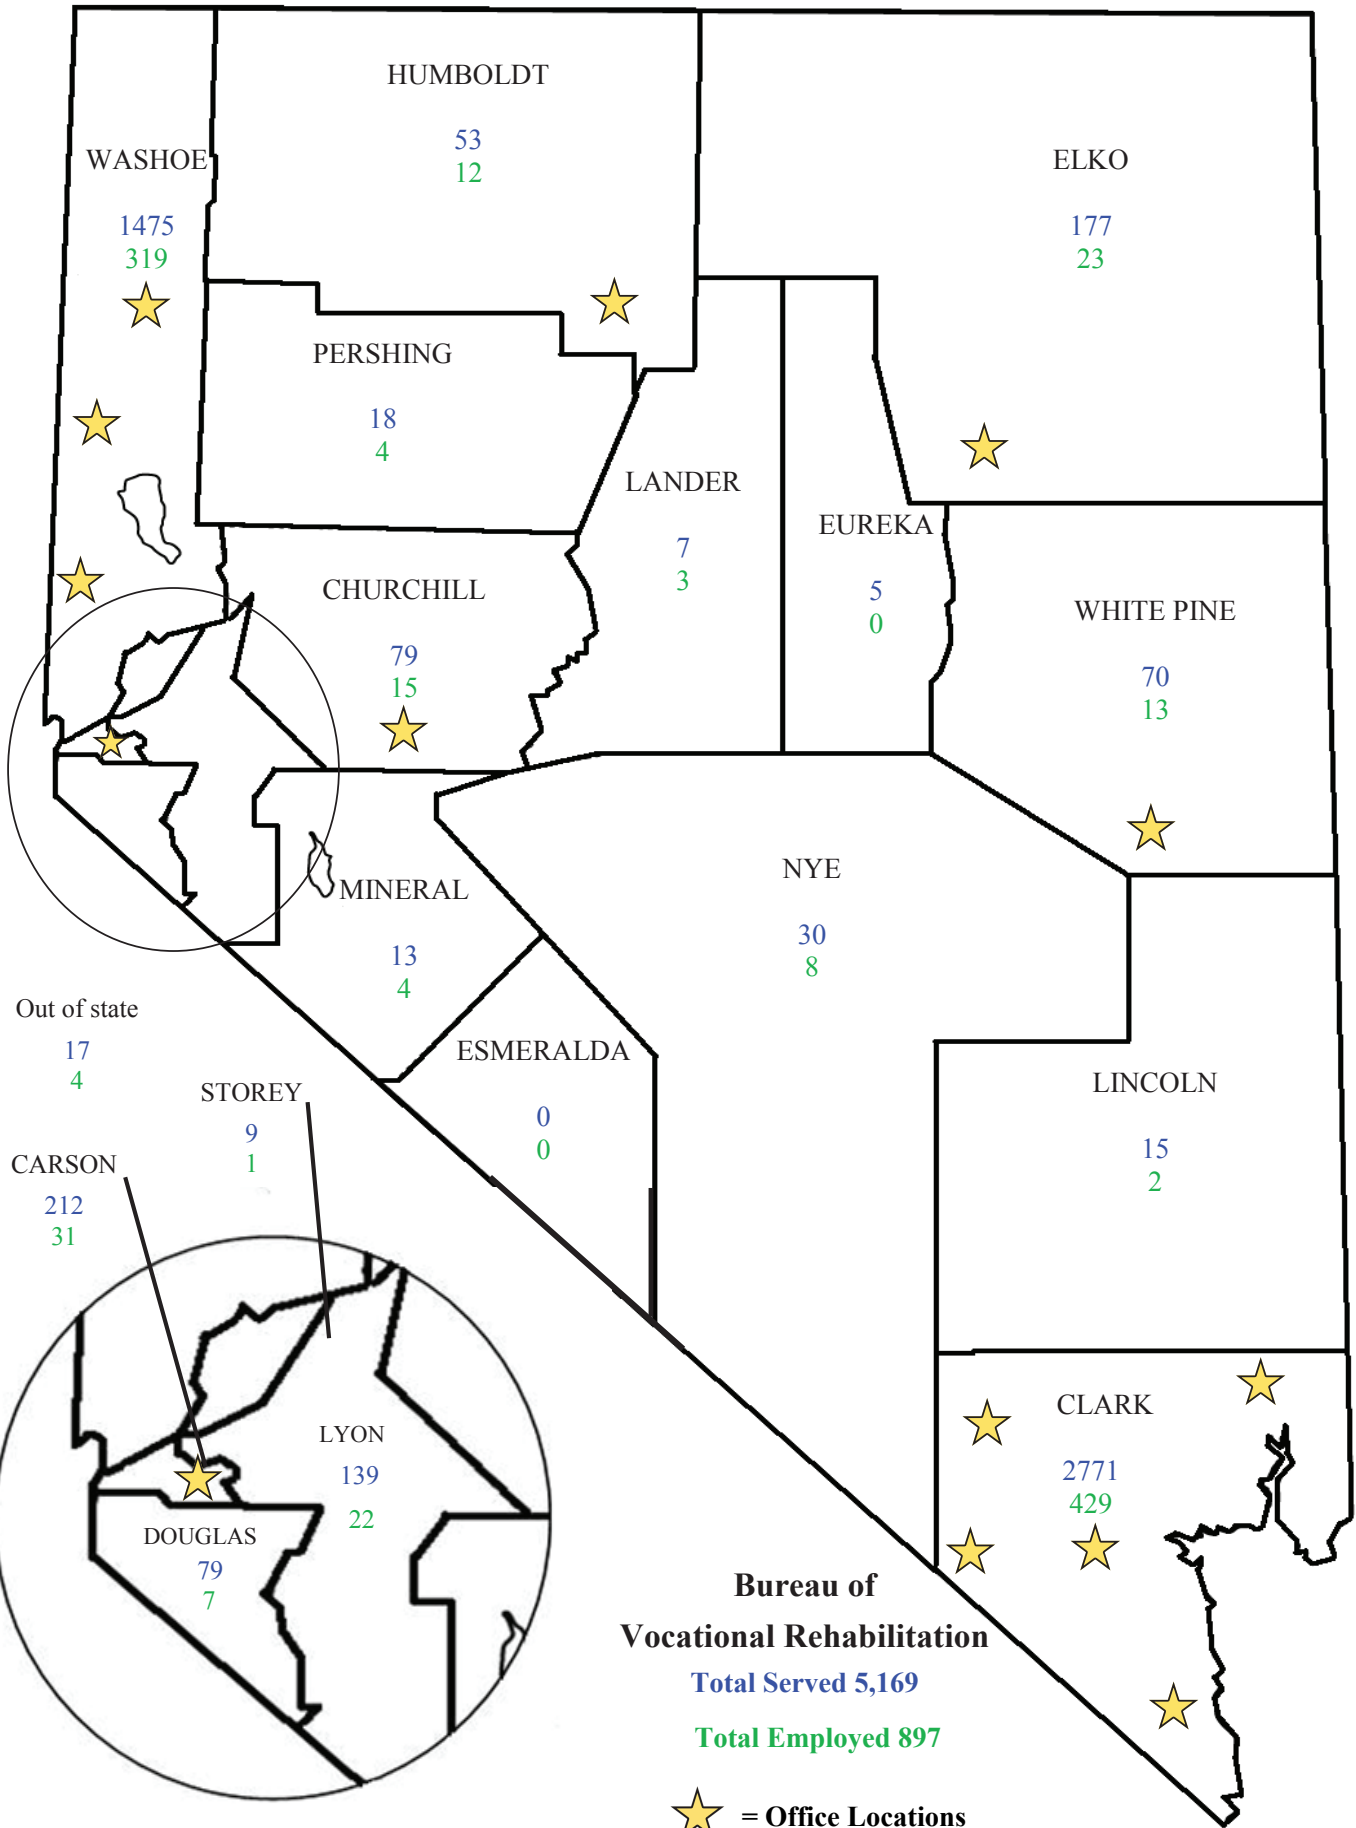 HUMBOLDT
53
12
WASHOE
1475
319
ELKO
177
23
PERSHING
18
4
LANDER
7
3
EUREKA
5
0
CHURCHILL
79
15
WHITE PINE
70
13
NYE
30
8
MINERAL
13
4
Out of state
17
4
ESMERALDA
0
0
STOREY
9
1
LINCOLN
15
2
CARSON
212
31
CLARK
2771
429
LYON
139
22
DOUGLAS
79
7
Bureau of
Vocational Rehabilitation
Total Served 5,169
Total Employed 897
= Office Locations